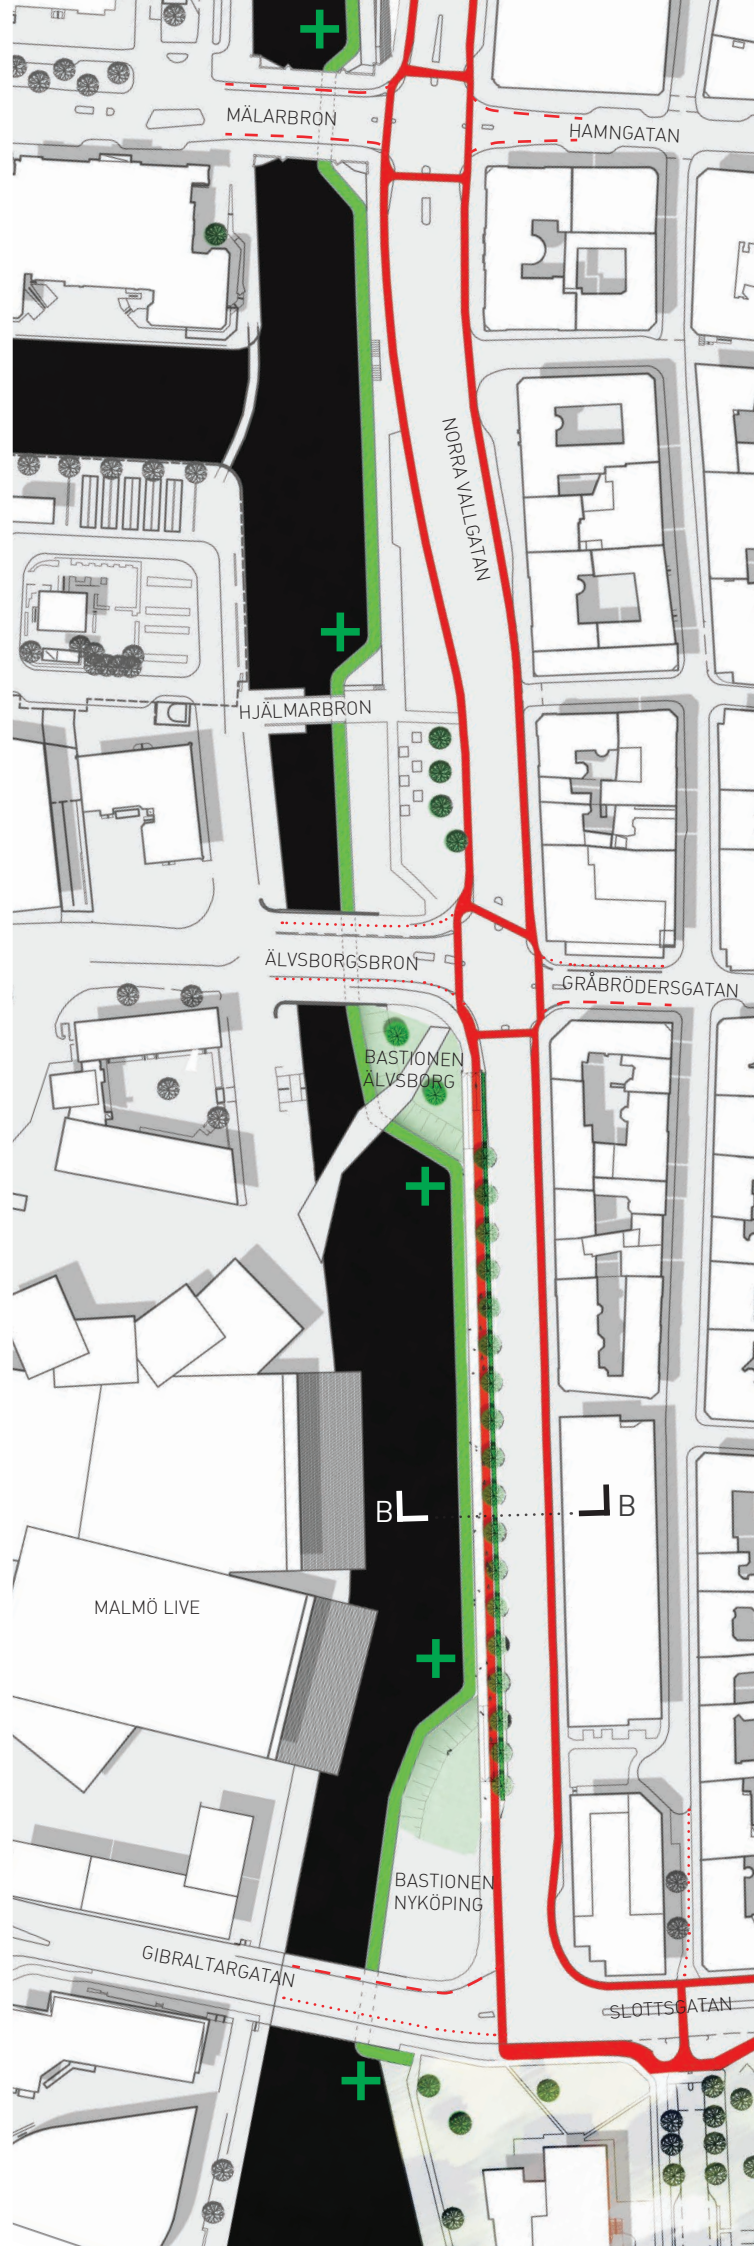 MÄLARBRON
HAMNGATAN
NORRA VALLGATAN
HJÄLMARBRON
ÄLVSBORGSBRON
GRÅBRÖDERSGATAN
BASTIONEN
ÄLVSBORG
B
B
MALMÖ LIVE
BASTIONEN
NYKÖPING
GIBRALTARGATAN
SLOTTSGATAN